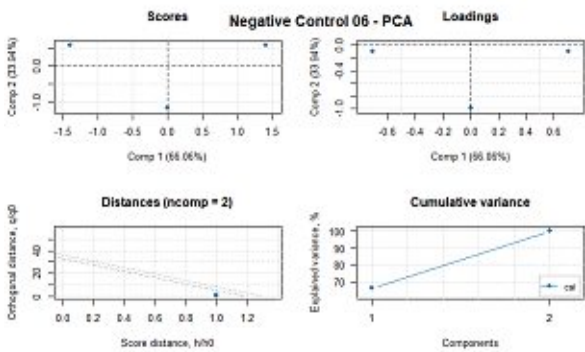 Negative Control 06 - PCA
Scores
Comp 2 (33.94%)
0.0
-1.0
-1.5 -1.0 -0.5 0.0 0.5 1.0 1.5
Comp 1 (66.06%)
Loadings
Comp 2 (33.94%)
0.0
-0.4
-1.0
-0.6 -0.4 -0.2 0.0 0.2 0.4 0.6
Comp 1 (66.06%)
Distances (ncomp = 2)
Orthogonal distance, q/q0
40
20
0
0.0 0.2 0.4 0.6 0.8 1.0 1.2
Score distance, h/h0
Cumulative variance
Explained variance, %
100
90
80
70
cal
1 2
Components